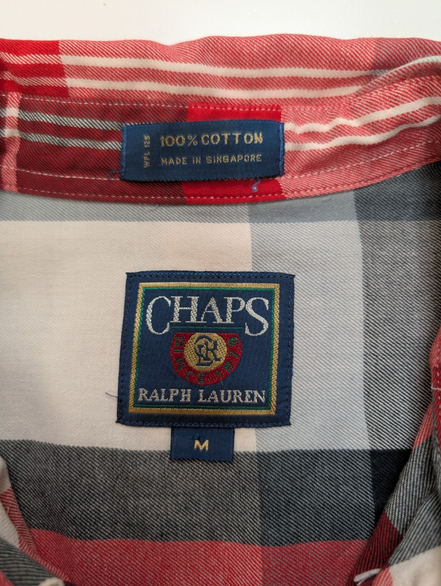 WPL 125
100% COTTON
MADE IN SINGAPORE
CHAPS
RALPH LAUREN
M